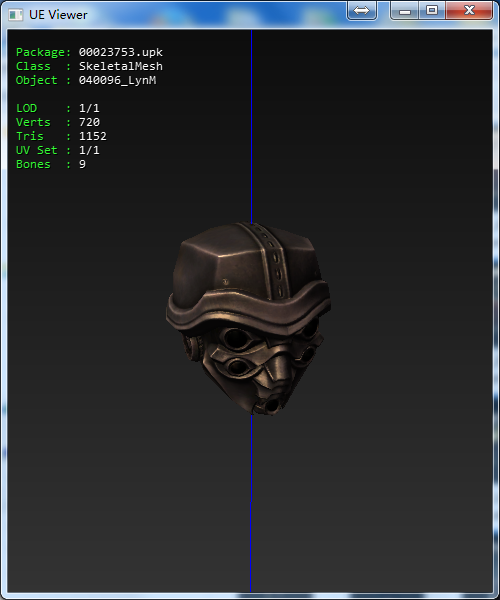 UE Viewer
Package: 00023753.upk
Class : SkeletalMesh
Object : 040096_LynM
LOD : 1/1
Verts : 720
Tris : 1152
UV Set : 1/1
Bones : 9